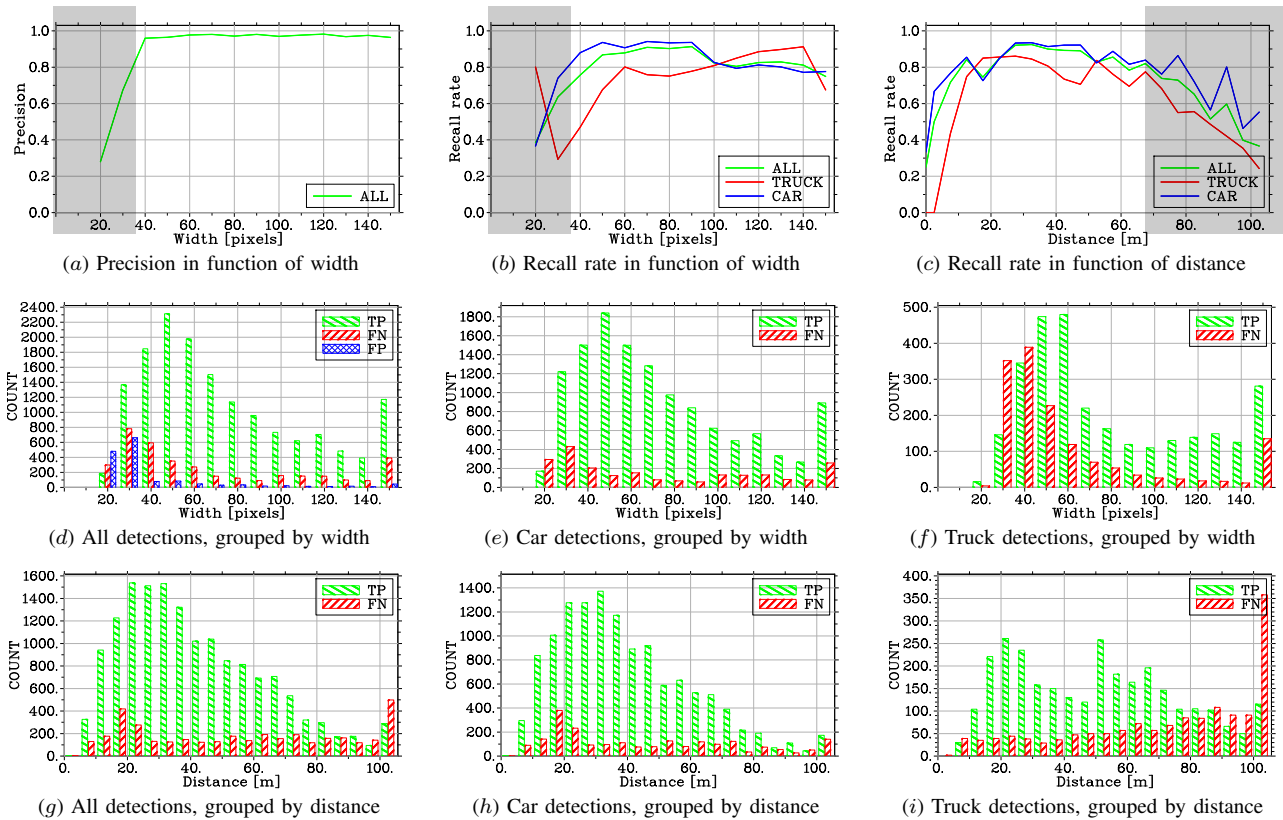 1.0
0.8
0.6
0.4
0.2
0.0
Precision
20. 40. 60. 80. 100. 120. 140.
Width [pixels]
ALL
(a) Precision in function of width
1.0
0.8
0.6
0.4
0.2
0.0
Recall rate
20. 40. 60. 80. 100. 120. 140.
Width [pixels]
ALL
TRUCK
CAR
(b) Recall rate in function of width
1.0
0.8
0.6
0.4
0.2
0.0
Recall rate
0. 20. 40. 60. 80. 100.
Distance [m]
ALL
TRUCK
CAR
(c) Recall rate in function of distance
2400
2200.
2000.
1800.
1600.
1400.
1200.
1000.
800.
600.
400.
200.
0.
COUNT
20. 40. 60. 80. 100. 120. 140.
Width [pixels]
TP
FN
FP
(d) All detections, grouped by width
1800.
1600.
1400.
1200.
1000.
800.
600.
400.
200.
0.
COUNT
20. 40. 60. 80. 100. 120. 140.
Width [pixels]
TP
FN
(e) Car detections, grouped by width
500.
400.
300.
200.
100.
0.
COUNT
20. 40. 60. 80. 100. 120. 140.
Width [pixels]
TP
FN
(f) Truck detections, grouped by width
1600.
1400.
1200.
1000.
800.
600.
400.
200.
0.
COUNT
0. 20. 40. 60. 80. 100.
Distance [m]
TP
FN
(g) All detections, grouped by distance
1600.
1400.
1200.
1000.
800.
600.
400.
200.
0.
COUNT
0. 20. 40. 60. 80. 100.
Distance [m]
TP
FN
(h) Car detections, grouped by distance
400.
350.
300.
250.
200.
150.
100.
50.
0.
COUNT
0. 20. 40. 60. 80. 100.
Distance [m]
TP
FN
(i) Truck detections, grouped by distance